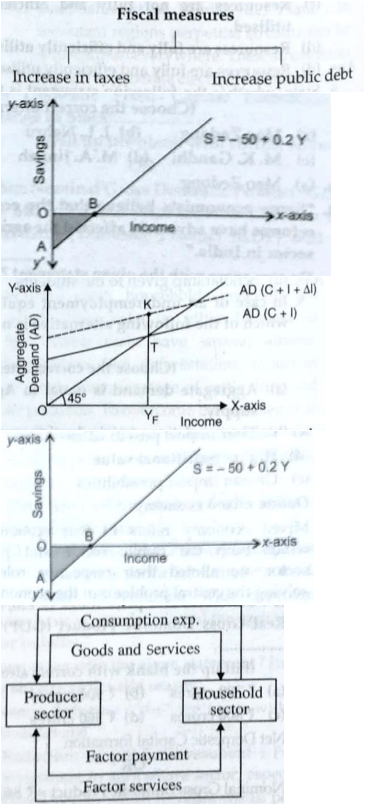 Fiscal measures
Increase in taxes
Increase public debt
y-axis
Savings
S = – 50 + 0.2 Y
O
B
x-axis
Income
A
y'
Y-axis
AD (C + I + ΔI)
K
AD (C + I)
Aggregate
Demand (AD)
T
45°
O
Y_F
X-axis
Income
y-axis
Savings
S = – 50 + 0.2 Y
O
B
x-axis
Income
A
y'
Consumption exp.
Goods and Services
Producer
sector
Household
sector
Factor payment
Factor services